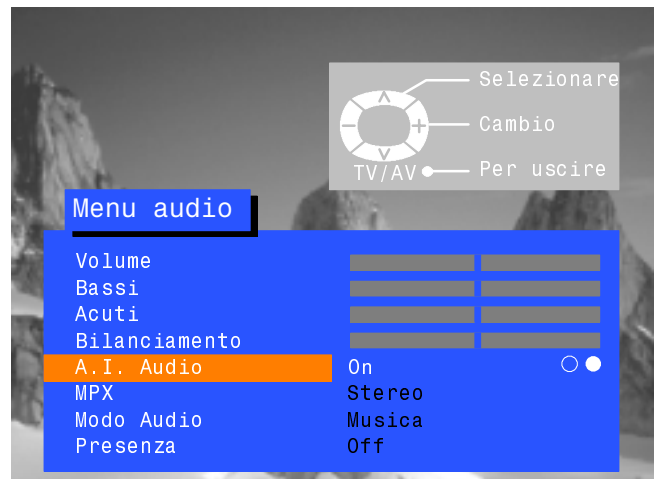 Selezionare
Cambio
TV/AV Per uscire
Menu audio
Volume
Bassi
Acuti
Bilanciamento
A.I. Audio On
MPX Stereo
Modo Audio Musica
Presenza Off